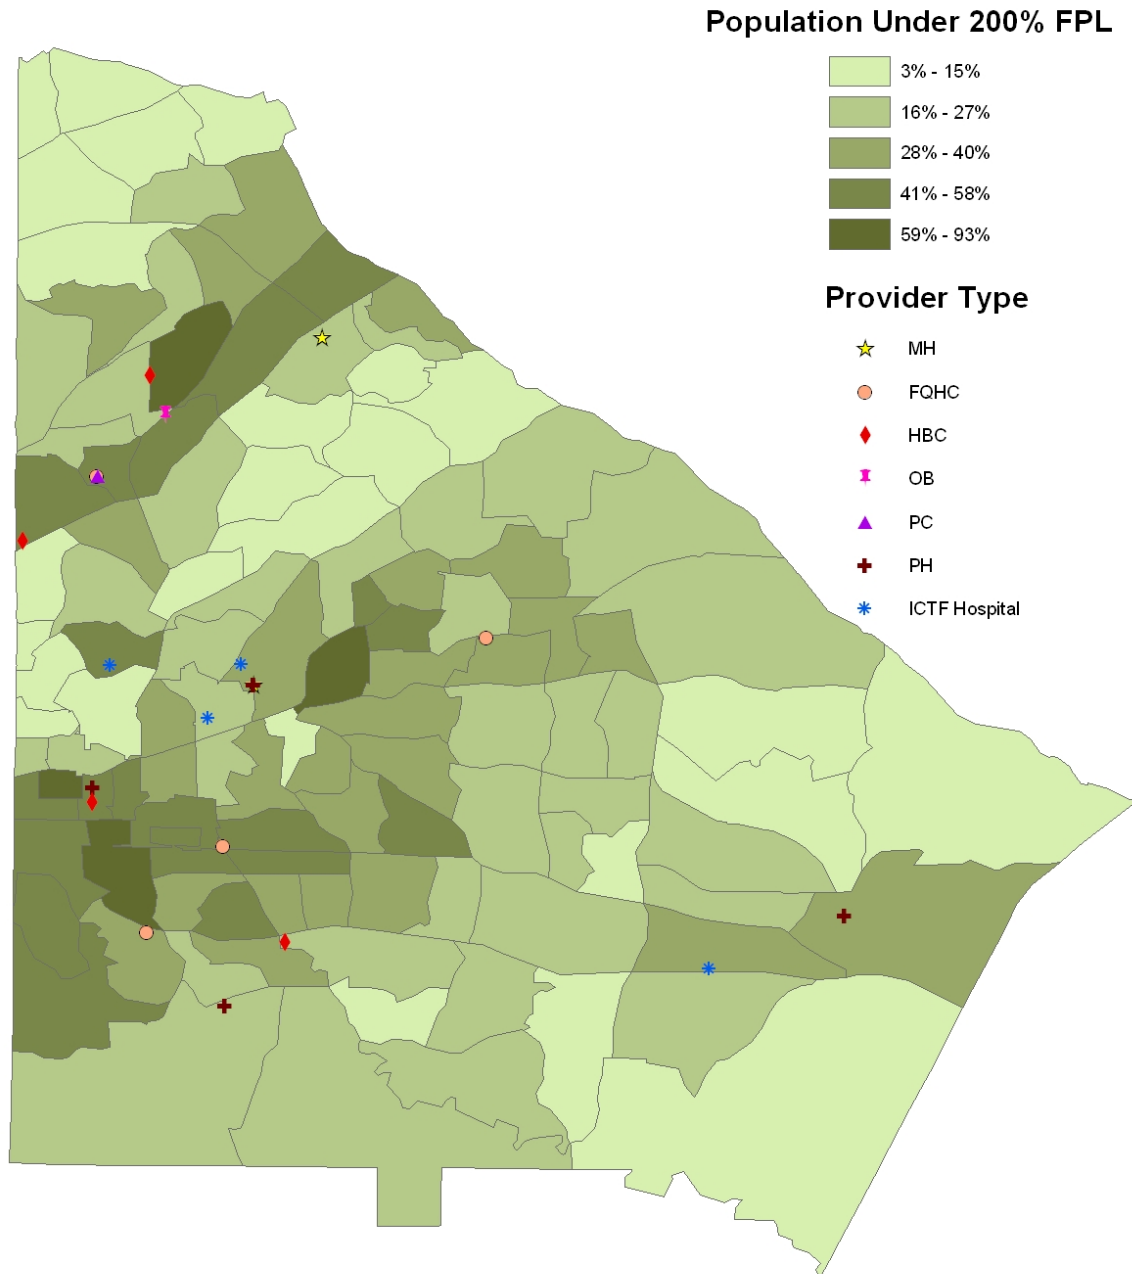 Population Under 200% FPL
3% - 15%
16% - 27%
28% - 40%
41% - 58%
59% - 93%
Provider Type
MH
FQHC
HBC
OB
PC
PH
ICTF Hospital